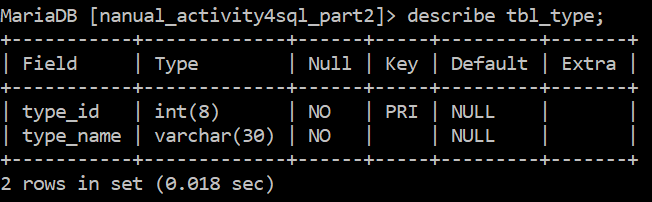 MariaDB [nanual_activity4sql_part2]> describe tbl_type;
+-----------+-------------+------+-----+---------+-------+
| Field     | Type        | Null | Key | Default | Extra |
+-----------+-------------+------+-----+---------+-------+
| type_id   | int(8)      | NO   | PRI | NULL    |       |
| type_name | varchar(30) | NO   |     | NULL    |       |
+-----------+-------------+------+-----+---------+-------+
2 rows in set (0.018 sec)